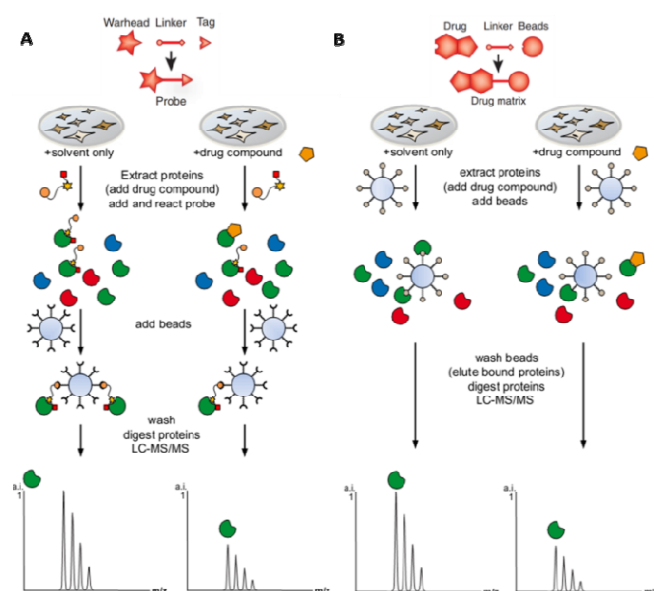 A
Warhead Linker Tag
Probe
+solvent only
+drug compound
Extract proteins
(add drug compound)
add and react probe
add beads
wash
digest proteins
LC-MS/MS
a.i.
1
m/z
a.i.
1
m/z
B
Drug Linker Beads
Drug matrix
+solvent only
+drug compound
extract proteins
(add drug compound)
add beads
wash beads
(elute bound proteins)
digest proteins
LC-MS/MS
a.i.
1
m/z
a.i.
1